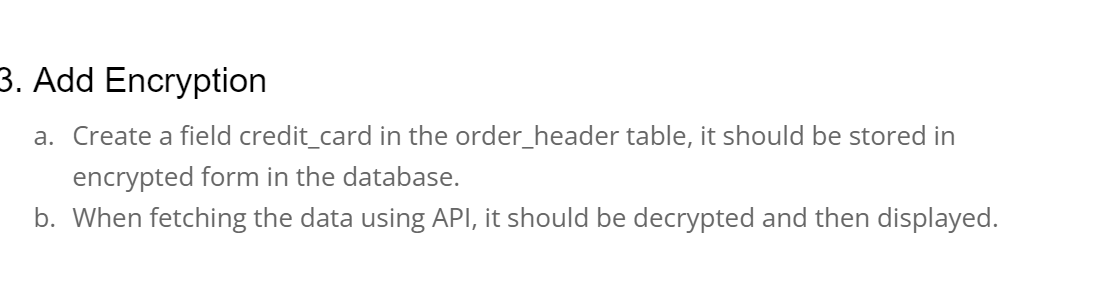 3. Add Encryption
a. Create a field credit_card in the order_header table, it should be stored in
encrypted form in the database.
b. When fetching the data using API, it should be decrypted and then displayed.